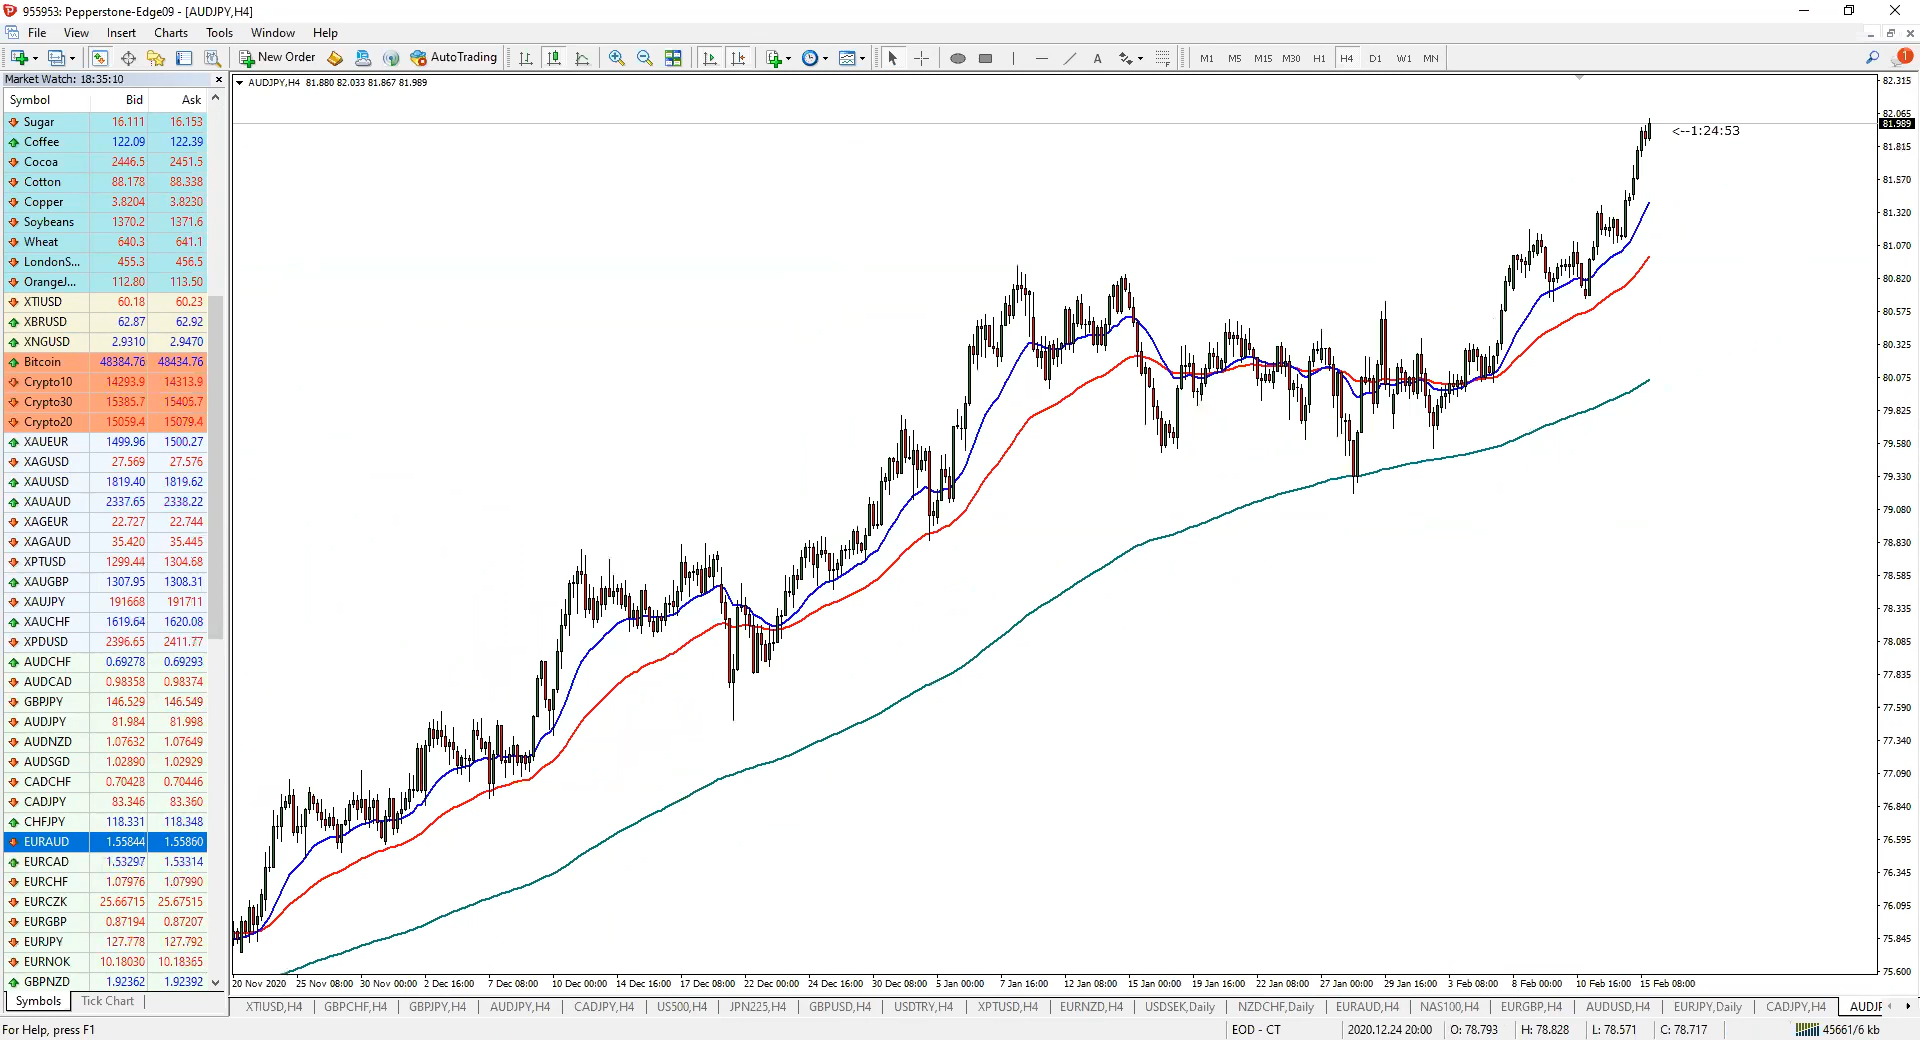 955953: Pepperstone-Edge09 - [AUDJPY,H4]
File View Insert Charts Tools Window Help
New Order AutoTrading A M1 M5 M15 M30 H1 H4 D1 W1 MN 1
Market Watch: 18:35:10
Symbol Bid Ask
Sugar 16.111 16.153
Coffee 122.09 122.39
Cocoa 2446.5 2451.5
Cotton 88.178 88.338
Copper 3.8204 3.8230
Soybeans 1370.2 1371.6
Wheat 640.3 641.1
LondonS... 455.3 456.5
OrangeJ... 112.80 113.50
XTIUSD 60.18 60.23
XBRUSD 62.87 62.92
XNGUSD 2.9310 2.9470
Bitcoin 48384.76 48434.76
Crypto10 14293.9 14313.9
Crypto30 15385.7 15405.7
Crypto20 15059.4 15079.4
XAUEUR 1499.96 1500.27
XAGUSD 27.569 27.576
XAUUSD 1819.40 1819.62
XAUAUD 2337.65 2338.22
XAGEUR 22.727 22.744
XAGAUD 35.420 35.445
XPTUSD 1299.44 1304.68
XAUGBP 1307.95 1308.31
XAUJPY 191668 191711
XAUCHF 1619.64 1620.08
XPDUSD 2396.65 2411.77
AUDCHF 0.69278 0.69293
AUDCAD 0.98358 0.98374
GBPJPY 146.529 146.549
AUDJPY 81.984 81.998
AUDNZD 1.07632 1.07649
AUDSGD 1.02890 1.02929
CADCHF 0.70428 0.70446
CADJPY 83.346 83.360
CHFJPY 118.331 118.348
EURAUD 1.55844 1.55860
EURCAD 1.53297 1.53314
EURCHF 1.07976 1.07990
EURCZK 25.66715 25.67515
EURGBP 0.87194 0.87207
EURJPY 127.778 127.792
EURNOK 10.18030 10.18365
GBPNZD 1.92362 1.92392
Symbols Tick Chart
AUDJPY,H4 81.880 82.033 81.867 81.989
<--1:24:53
82.315
82.065
81.989
81.815
81.570
81.320
81.070
80.820
80.575
80.325
80.075
79.825
79.580
79.330
79.080
78.830
78.585
78.335
78.085
77.835
77.590
77.340
77.090
76.840
76.595
76.345
76.095
75.845
75.600
20 Nov 2020 25 Nov 08:00 30 Nov 00:00 2 Dec 16:00 7 Dec 08:00 10 Dec 00:00 14 Dec 16:00 17 Dec 08:00 22 Dec 00:00 24 Dec 16:00 30 Dec 08:00 5 Jan 00:00 7 Jan 16:00 12 Jan 08:00 15 Jan 00:00 19 Jan 16:00 22 Jan 08:00 27 Jan 00:00 29 Jan 16:00 3 Feb 08:00 8 Feb 00:00 10 Feb 16:00 15 Feb 08:00
XTIUSD,H4 GBPCHF,H4 GBPJPY,H4 AUDJPY,H4 CADJPY,H4 US500,H4 JPN225,H4 GBPUSD,H4 USDTRY,H4 XPTUSD,H4 EURNZD,H4 USDSEK,Daily NZDCHF,Daily EURAUD,H4 NAS100,H4 EURGBP,H4 AUDUSD,H4 EURJPY,Daily CADJPY,H4 AUDJF
For Help, press F1 EOD - CT 2020.12.24 20:00 O: 78.793 H: 78.828 L: 78.571 C: 78.717 45661/6 kb